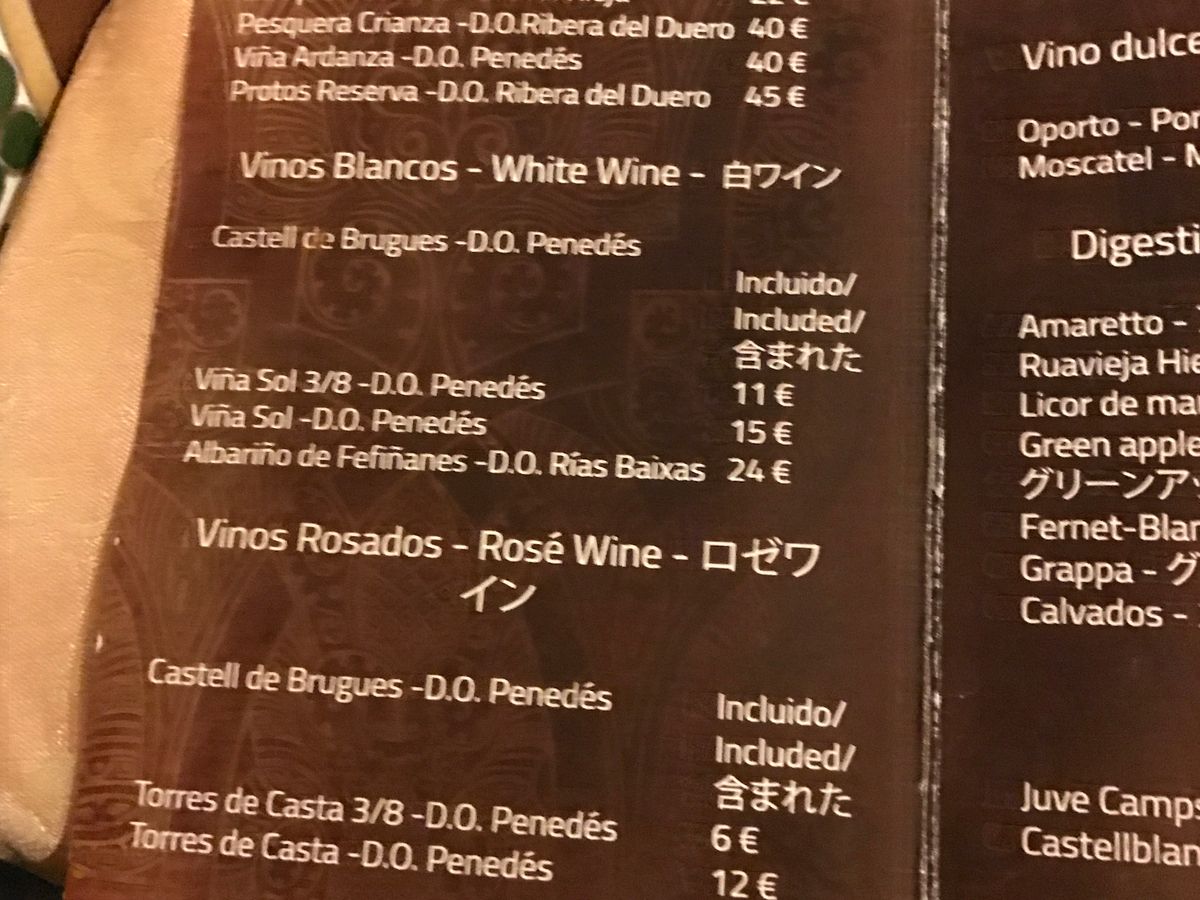 22 €
Pesquera Crianza -D.O.Ribera del Duero 40 €
Viña Ardanza -D.O. Penedés 40 €
Protos Reserva -D.O. Ribera del Duero 45 €
Vinos Blancos - White Wine - 白ワイン
Castell de Brugues -D.O. Penedés
Incluido/
Included/
含まれた
Viña Sol 3/8 -D.O. Penedés 11 €
Viña Sol -D.O. Penedés 15 €
Albariño de Fefiñanes -D.O. Rías Baixas 24 €
Vinos Rosados - Rosé Wine - ロゼワ
イン
Castell de Brugues -D.O. Penedés
Incluido/
Included/
含まれた
Torres de Casta 3/8 -D.O. Penedés 6 €
Torres de Casta -D.O. Penedés 12 €
Vino dulce
Oporto - Por
Moscatel - M
Digesti
Amaretto -
Ruavieja Hie
Licor de ma
Green apple
グリーンアッ
Fernet-Blan
Grappa - グ
Calvados -
Juve Camps
Castellblan